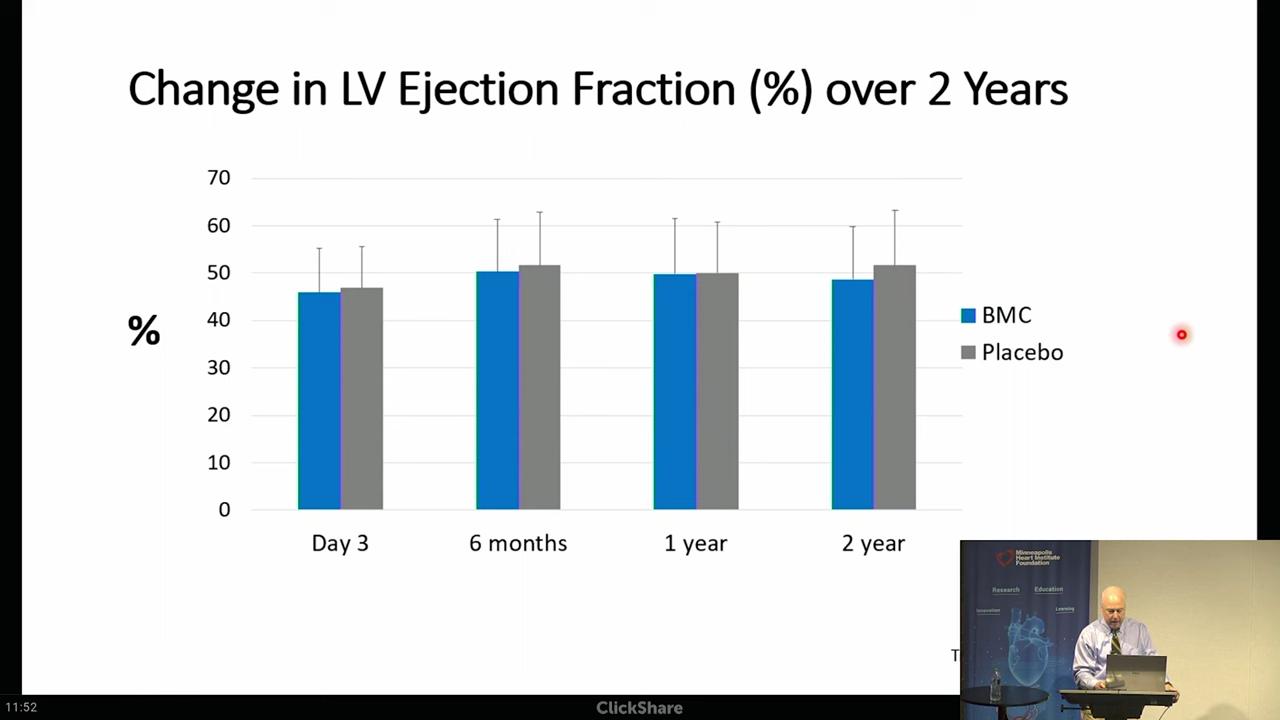 Change in LV Ejection Fraction (%) over 2 Years
70
60
50
40
30
20
10
0
%
Day 3
6 months
1 year
2 year
BMC
Placebo
T
Minneapolis
Heart Institute
Foundation
Research
Education
Innovation
Learning
11:52
ClickShare